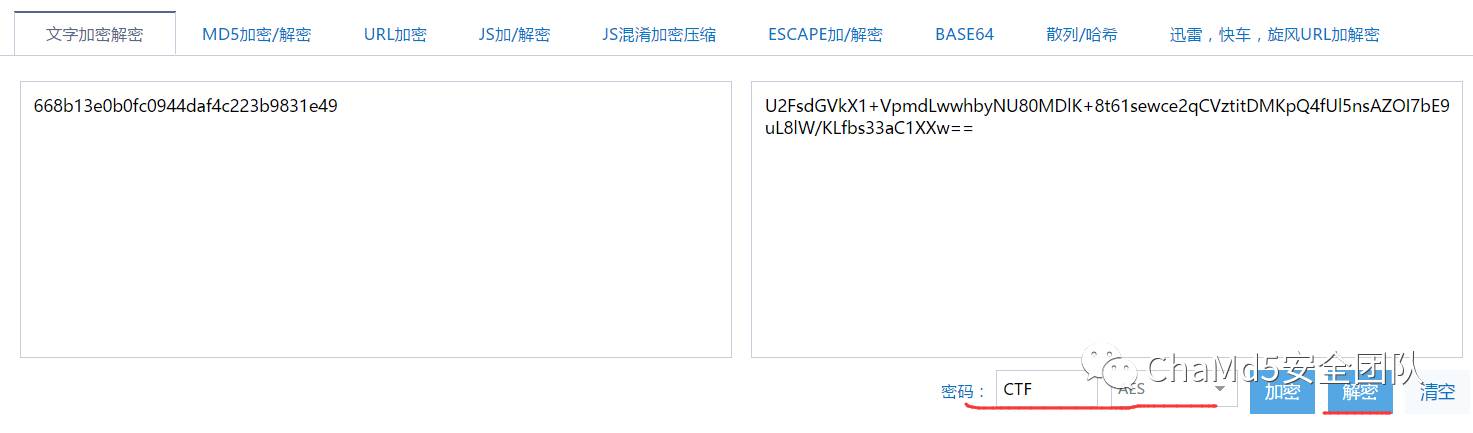 文字加密解密 MD5加密/解密 URL加密 JS加/解密 JS混淆加密压缩 ESCAPE加/解密 BASE64 散列/哈希 迅雷，快车，旋风URL加解密
668b13e0b0fc0944daf4c223b9831e49
U2FsdGVkX1+VpmdLwwhbyNU80MDlK+8t61sewce2qCVztitDMKpQ4fUl5nsAZOI7bE9
uL8lW/KLfbs33aC1XXw==
ChaMd5安全团队
密码： CTF AES 加密 解密 清空